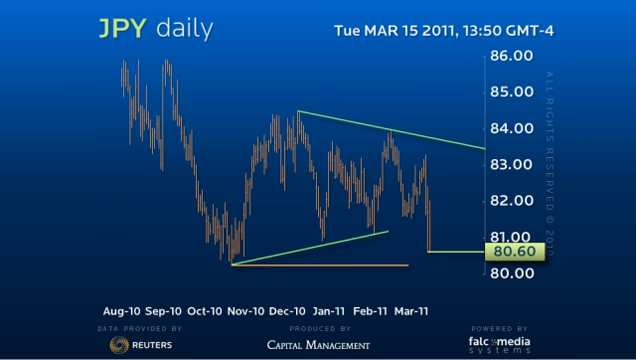 JPY daily
Tue MAR 15 2011, 13:50 GMT-4
86.00
85.00
84.00
83.00
82.00
81.00
80.60
80.00
ALL RIGHTS RESERVED © 2010
Aug-10 Sep-10 Oct-10 Nov-10 Dec-10 Jan-11 Feb-11 Mar-11
DATA PROVIDED BY
REUTERS
PRODUCED BY
CAPITAL MANAGEMENT
POWERED BY
falc media
systems